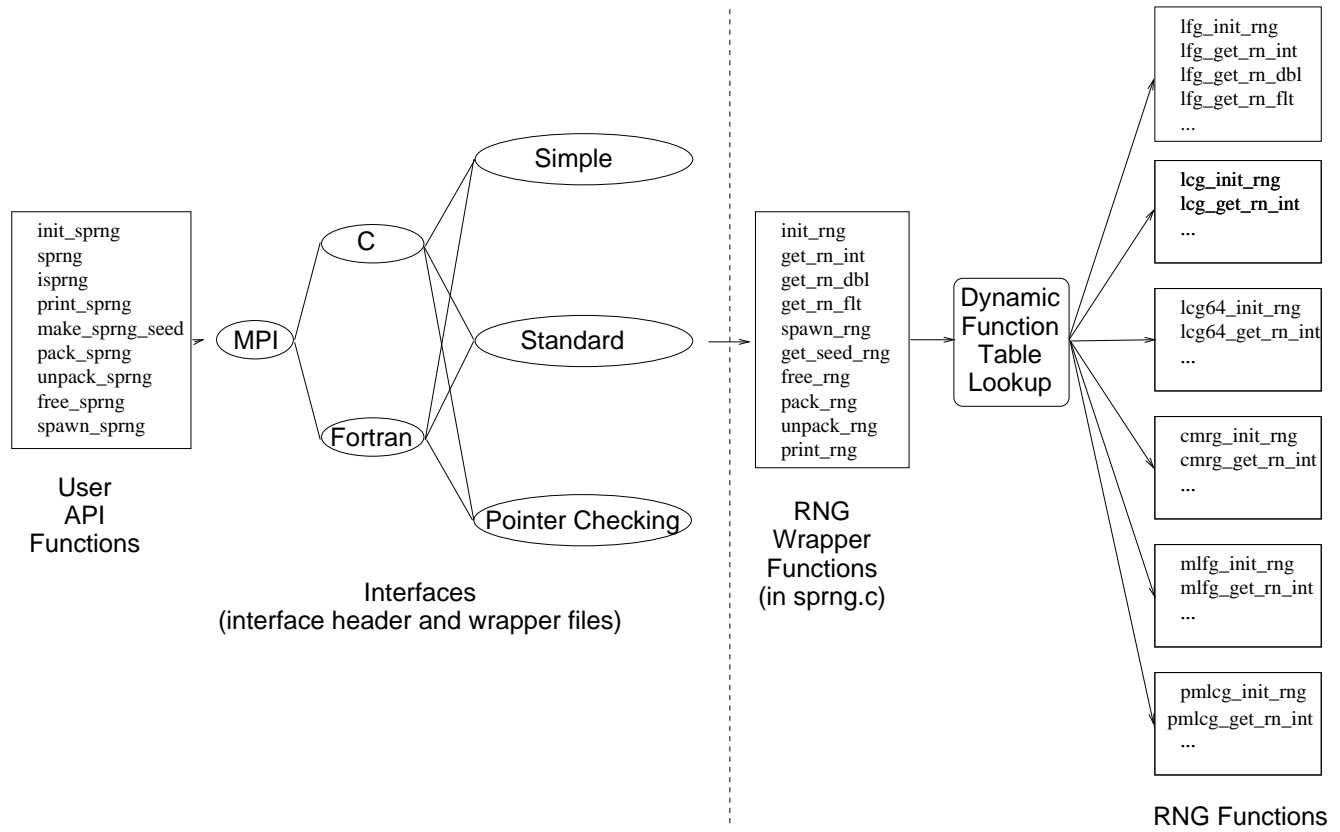 init_sprng
sprng
isprng
print_sprng
make_sprng_seed
pack_sprng
unpack_sprng
free_sprng
spawn_sprng
User
API
Functions
MPI
C
Fortran
Simple
Standard
Pointer Checking
Interfaces
(interface header and wrapper files)
init_rng
get_rn_int
get_rn_dbl
get_rn_flt
spawn_rng
get_seed_rng
free_rng
pack_rng
unpack_rng
print_rng
RNG
Wrapper
Functions
(in sprng.c)
Dynamic
Function
Table
Lookup
lfg_init_rng
lfg_get_rn_int
lfg_get_rn_dbl
lfg_get_rn_flt
...
lcg_init_rng
lcg_get_rn_int
...
lcg64_init_rng
lcg64_get_rn_int
...
cmrg_init_rng
cmrg_get_rn_int
...
mlfg_init_rng
mlfg_get_rn_int
...
pmlcg_init_rng
pmlcg_get_rn_int
...
RNG Functions